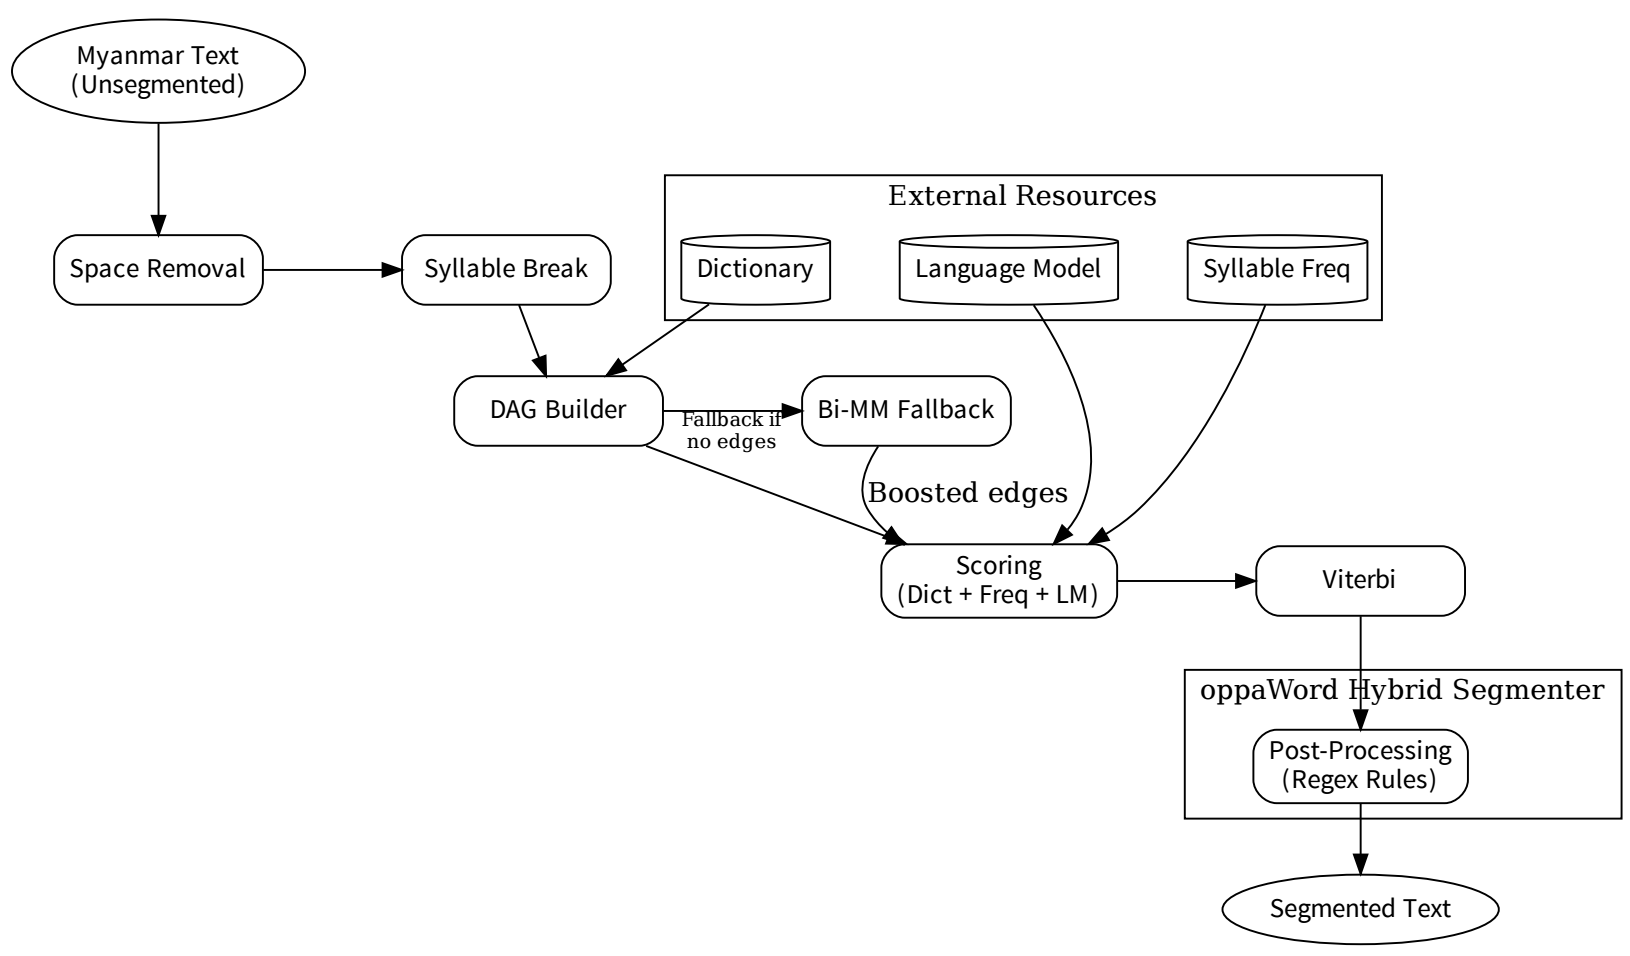 Myanmar Text
(Unsegmented)
External Resources
Space Removal
Syllable Break
Dictionary
Language Model
Syllable Freq
DAG Builder
Fallback if
no edges
Bi-MM Fallback
Boosted edges
Scoring
(Dict + Freq + LM)
Viterbi
oppaWord Hybrid Segmenter
Post-Processing
(Regex Rules)
Segmented Text